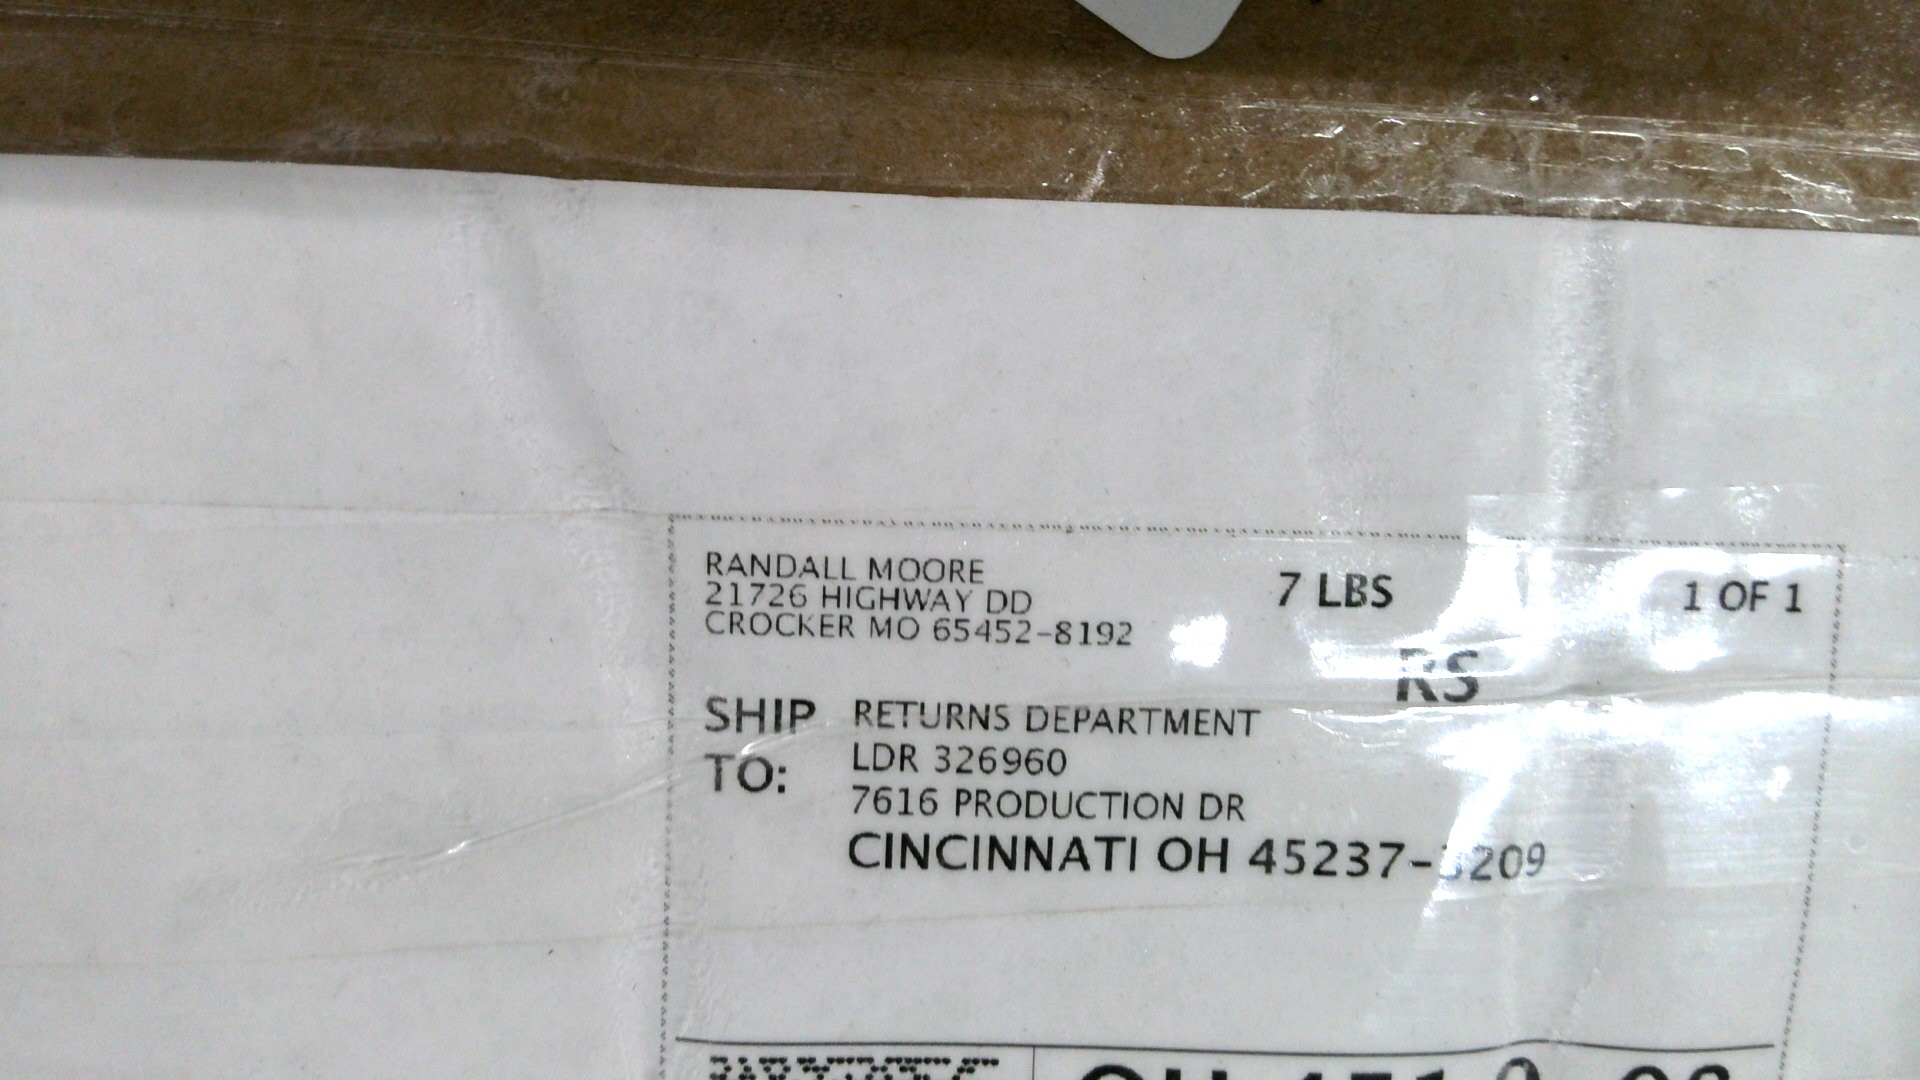 RANDALL MOORE
21726 HIGHWAY DD
CROCKER MO 65452-8192
7 LBS
1 OF 1
RS
SHIP TO:
RETURNS DEPARTMENT
LDR 326960
7616 PRODUCTION DR
CINCINNATI OH